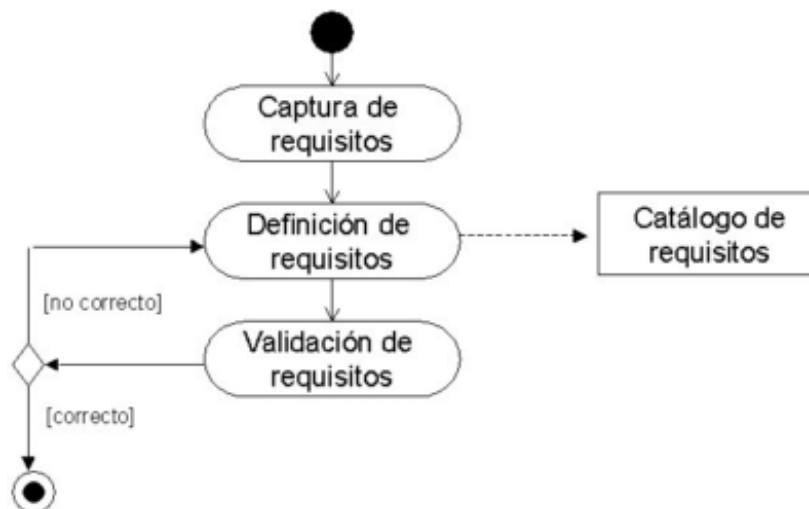 Captura de
requisitos
Definición de
requisitos
Catálogo de
requisitos
[no correcto]
Validación de
requisitos
[correcto]